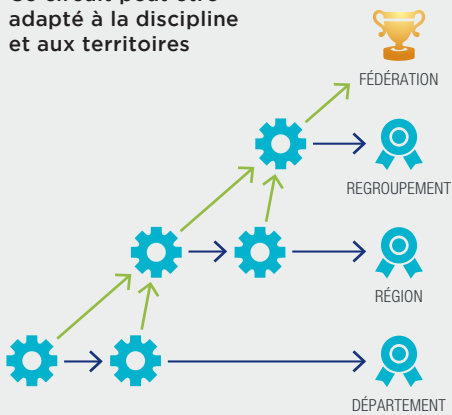 adapté à la discipline
et aux territoires
FÉDÉRATION
REGROUPEMENT
RÉGION
DÉPARTEMENT